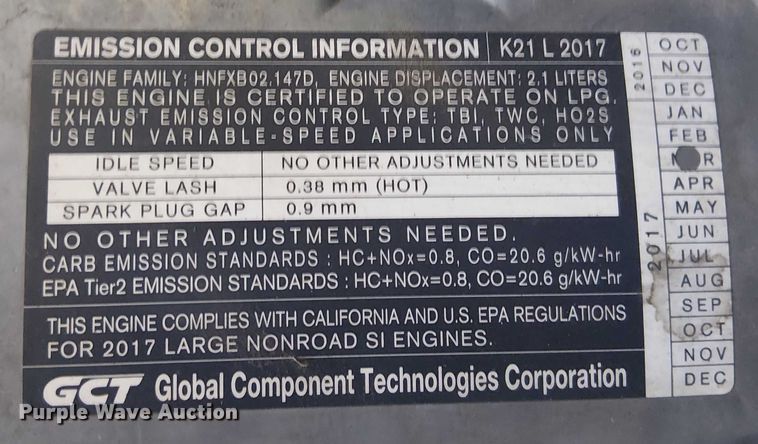 EMISSION CONTROL INFORMATION K21 L 2017
ENGINE FAMILY: HNFXB02.147D, ENGINE DISPLACEMENT: 2.1 LITERS
THIS ENGINE IS CERTIFIED TO OPERATE ON LPG.
EXHAUST EMISSION CONTROL TYPE: TBI, TWC, HO2S
USE IN VARIABLE-SPEED APPLICATIONS ONLY
IDLE SPEED NO OTHER ADJUSTMENTS NEEDED
VALVE LASH 0.38 mm (HOT)
SPARK PLUG GAP 0.9 mm
NO OTHER ADJUSTMENTS NEEDED.
CARB EMISSION STANDARDS : HC+NOx=0.8, CO=20.6 g/kW-hr
EPA Tier2 EMISSION STANDARDS : HC+NOx=0.8, CO=20.6 g/kW-hr
THIS ENGINE COMPLIES WITH CALIFORNIA AND U.S. EPA REGULATIONS
FOR 2017 LARGE NONROAD SI ENGINES.
GCT Global Component Technologies Corporation
2016
OCT
NOV
DEC
2017
JAN
FEB
APR
MAY
JUN
JUL
AUG
SEP
OCT
NOV
DEC
Purple Wave Auction